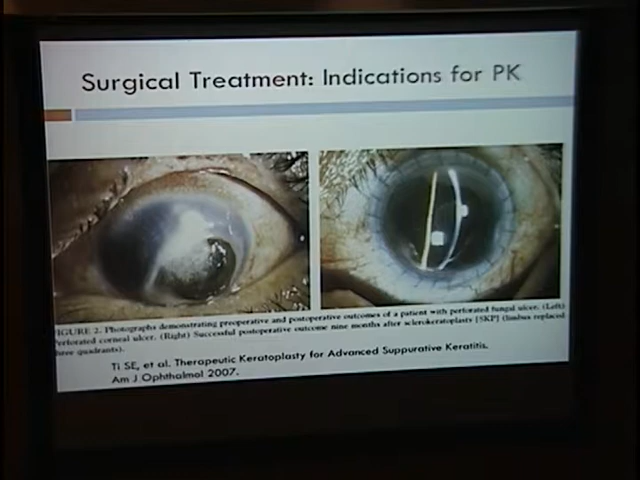 Surgical Treatment: Indications for PK
FIGURE 2. Photographs demonstrating preoperative and postoperative outcomes of a patient with perforated fungal ulcer. (Left)
Perforated corneal ulcer. (Right) Successful postoperative outcome nine months after sclerokeratoplasty [SKP] (limbus replaced
three quadrants).
Ti SE, et al. Therapeutic Keratoplasty for Advanced Suppurative Keratitis.
Am J Ophthalmol 2007.